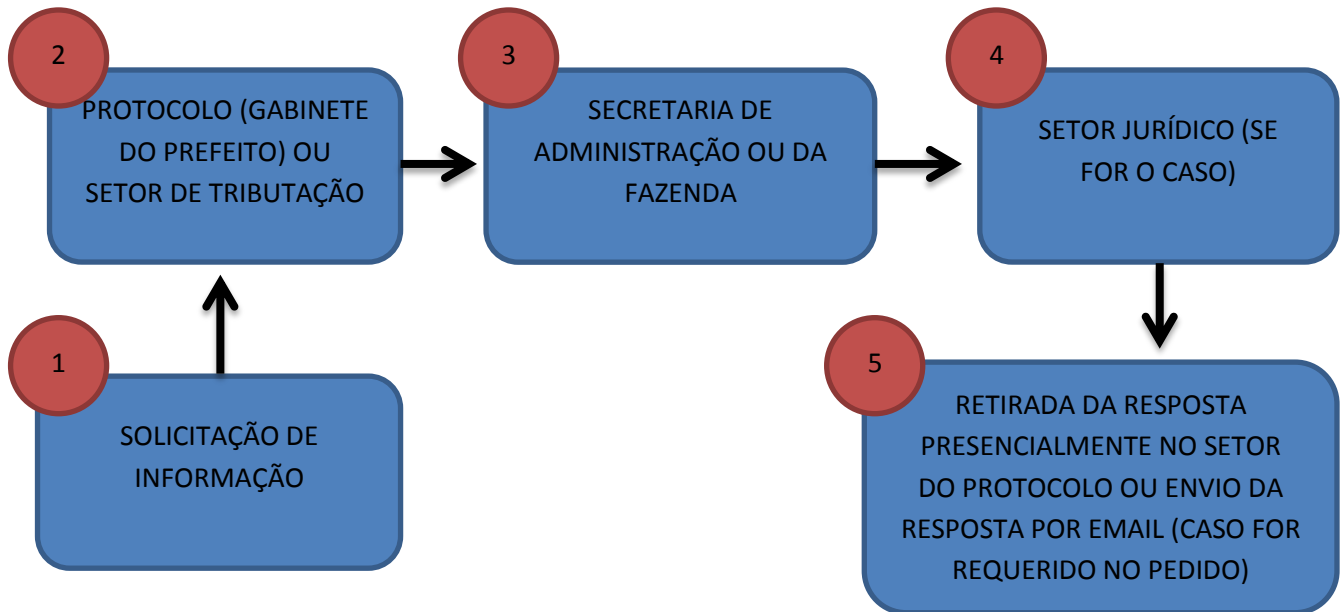 1
SOLICITAÇÃO DE
INFORMAÇÃO
2
PROTOCOLO (GABINETE
DO PREFEITO) OU
SETOR DE TRIBUTAÇÃO
3
SECRETARIA DE
ADMINISTRAÇÃO OU DA
FAZENDA
4
SETOR JURÍDICO (SE
FOR O CASO)
5
RETIRADA DA RESPOSTA
PRESENCIALMENTE NO SETOR
DO PROTOCOLO OU ENVIO DA
RESPOSTA POR EMAIL (CASO FOR
REQUERIDO NO PEDIDO)